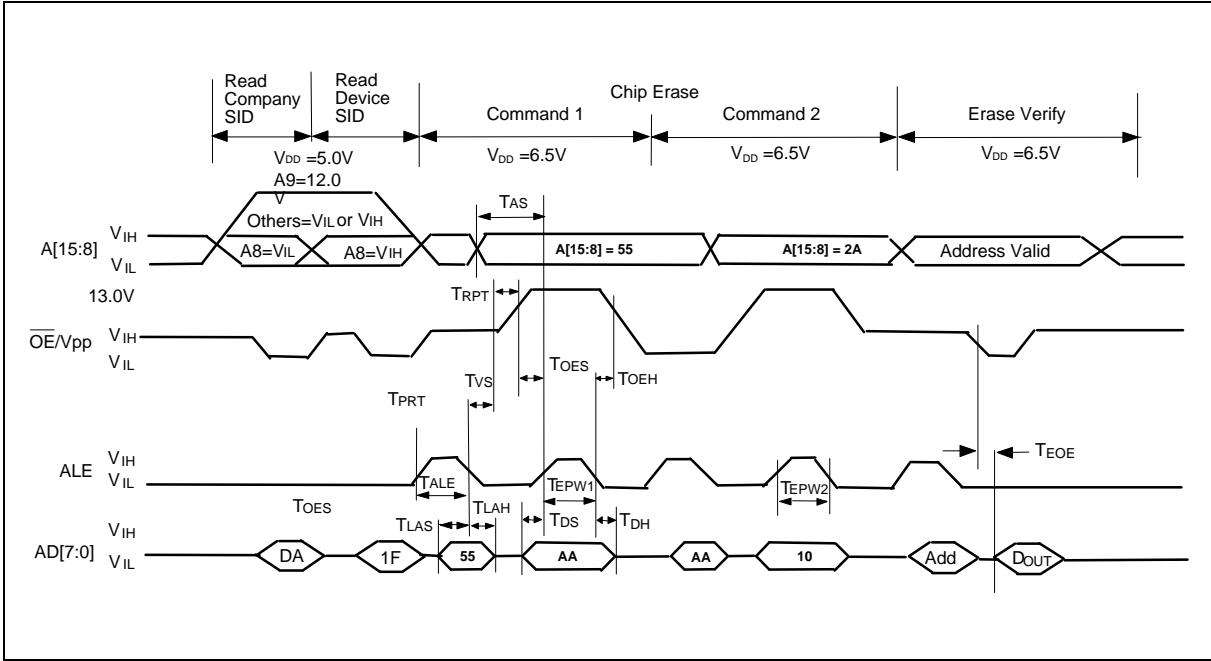 Read
Company
SID
Read
Device
SID
Chip Erase
Command 1
Command 2
Erase Verify
VDD =5.0V
VDD =6.5V
VDD =6.5V
VDD =6.5V
A9=12.0
V
Others=VIL or VIH
TAS
A[15:8]
VIH
VIL
A8=VIL
A8=VIH
A[15:8] = 55
A[15:8] = 2A
Address Valid
13.0V
TRPT
OE/Vpp
VIH
VIL
TVS
TOES
TOEH
TPRT
ALE
VIH
VIL
TALE
TEPW1
TEPW2
TEOE
TOES
TLAS
TLAH
TDS
TDH
AD[7:0]
VIH
VIL
DA
1F
55
AA
AA
10
Add
DOUT